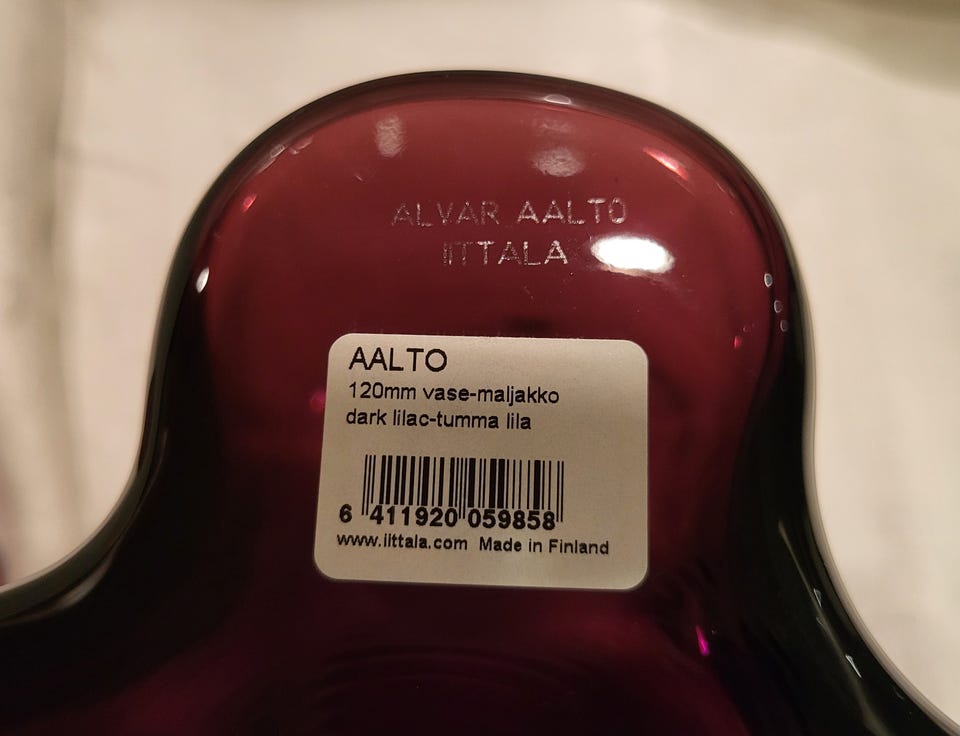 ALVAR AALTO
IITTALA
AALTO
120mm vase-maljakko
dark lilac-tumma lila
6 411920 059858
www.iittala.com Made in Finland